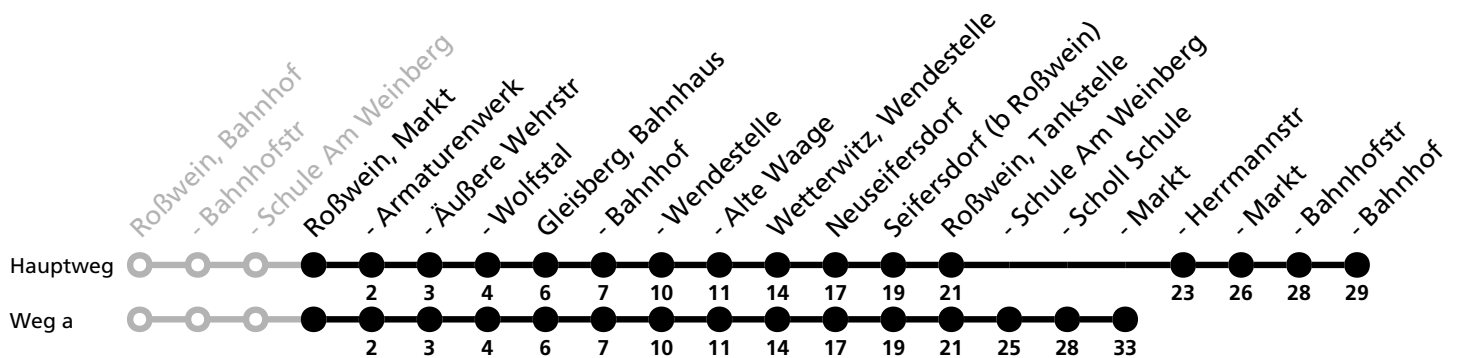 Roßwein, Bahnhof
- Bahnhofstr
- Schule Am Weinberg
Roßwein, Markt
- Armaturenwerk
- Äußere Wehrstr
- Wolfstal
Gleisberg, Bahnhaus
- Bahnhof
- Wendestelle
- Alte Waage
Wetterwitz, Wendestelle
Neuseifersdorf
Seifersdorf (b Roßwein)
Roßwein, Tankstelle
- Schule Am Weinberg
- Scholl Schule
- Markt
- Herrmannstr
- Markt
- Bahnhofstr
- Bahnhof
Hauptweg
2 3 4 6 7 10 11 14 17 19 21 23 26 28 29
Weg a
2 3 4 6 7 10 11 14 17 19 21 25 28 33